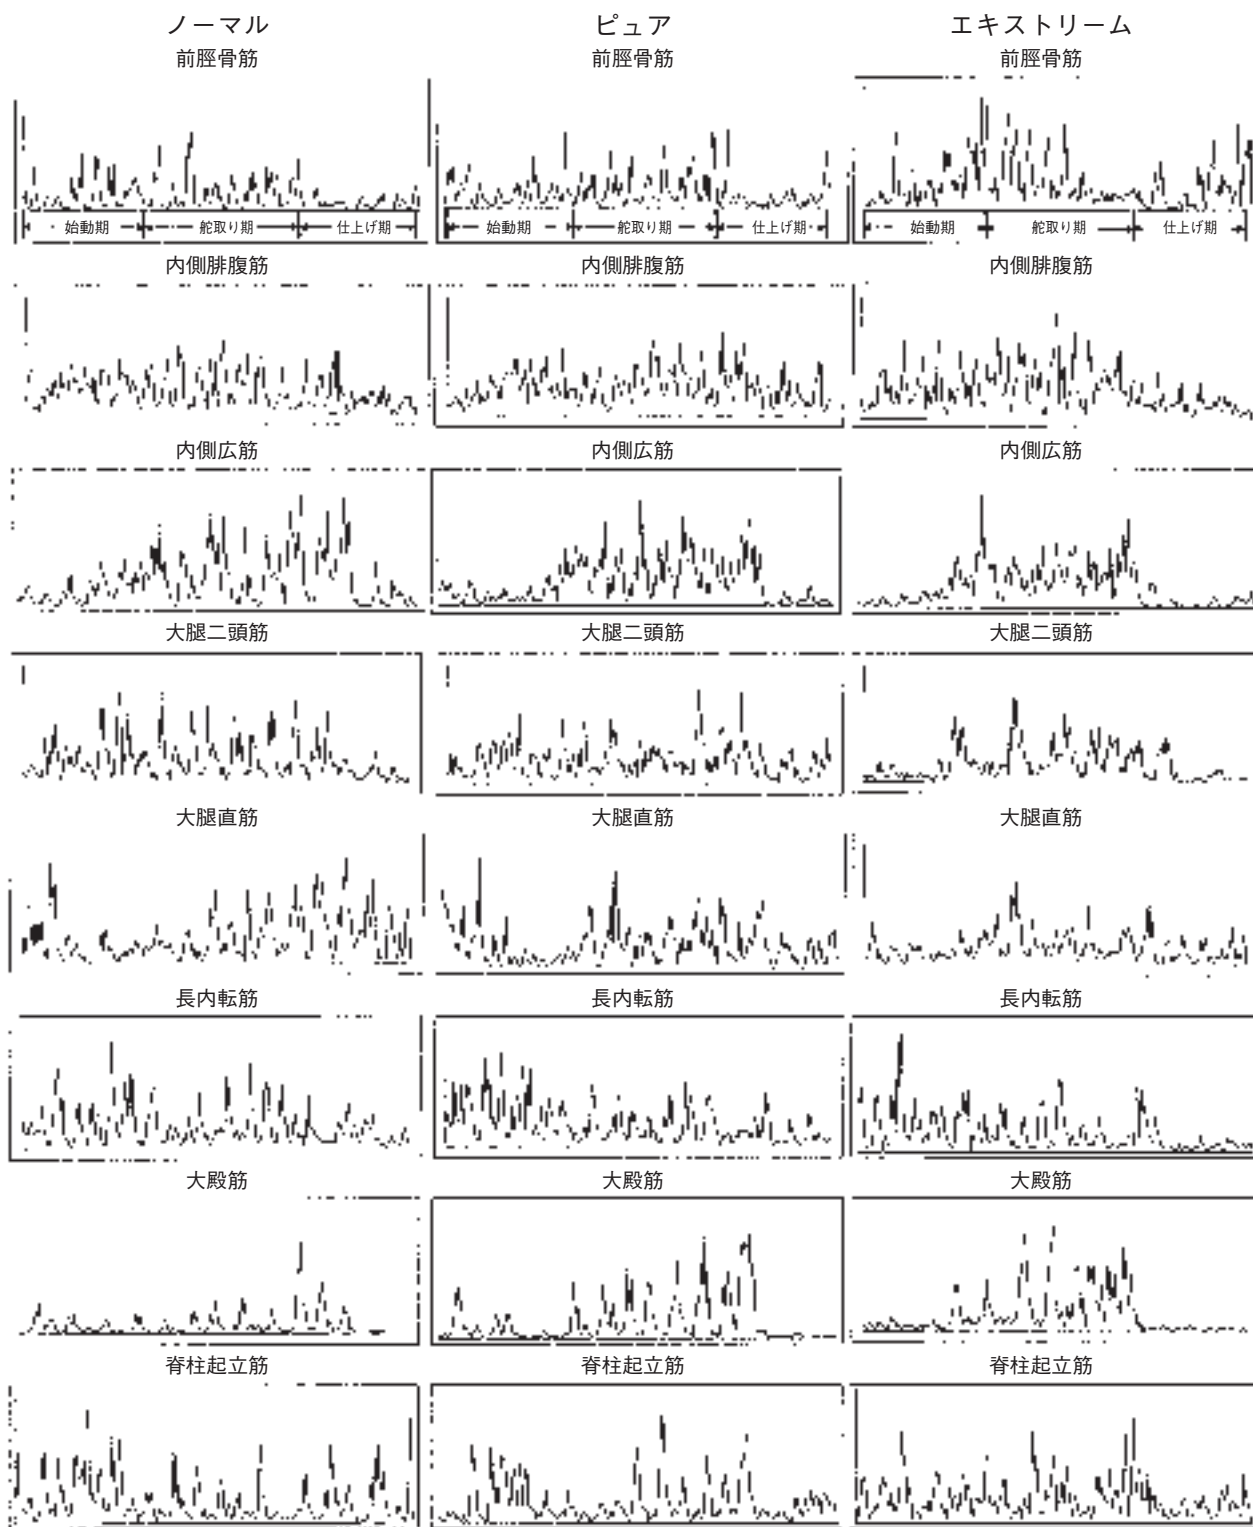 ノーマル ピュア エキストリーム
前脛骨筋 前脛骨筋 前脛骨筋
始動期 舵取り期 仕上げ期 始動期 舵取り期 仕上げ期 始動期 舵取り期 仕上げ期
内側腓腹筋 内側腓腹筋 内側腓腹筋
内側広筋 内側広筋 内側広筋
大腿二頭筋 大腿二頭筋 大腿二頭筋
大腿直筋 大腿直筋 大腿直筋
長内転筋 長内転筋 長内転筋
大殿筋 大殿筋 大殿筋
脊柱起立筋 脊柱起立筋 脊柱起立筋